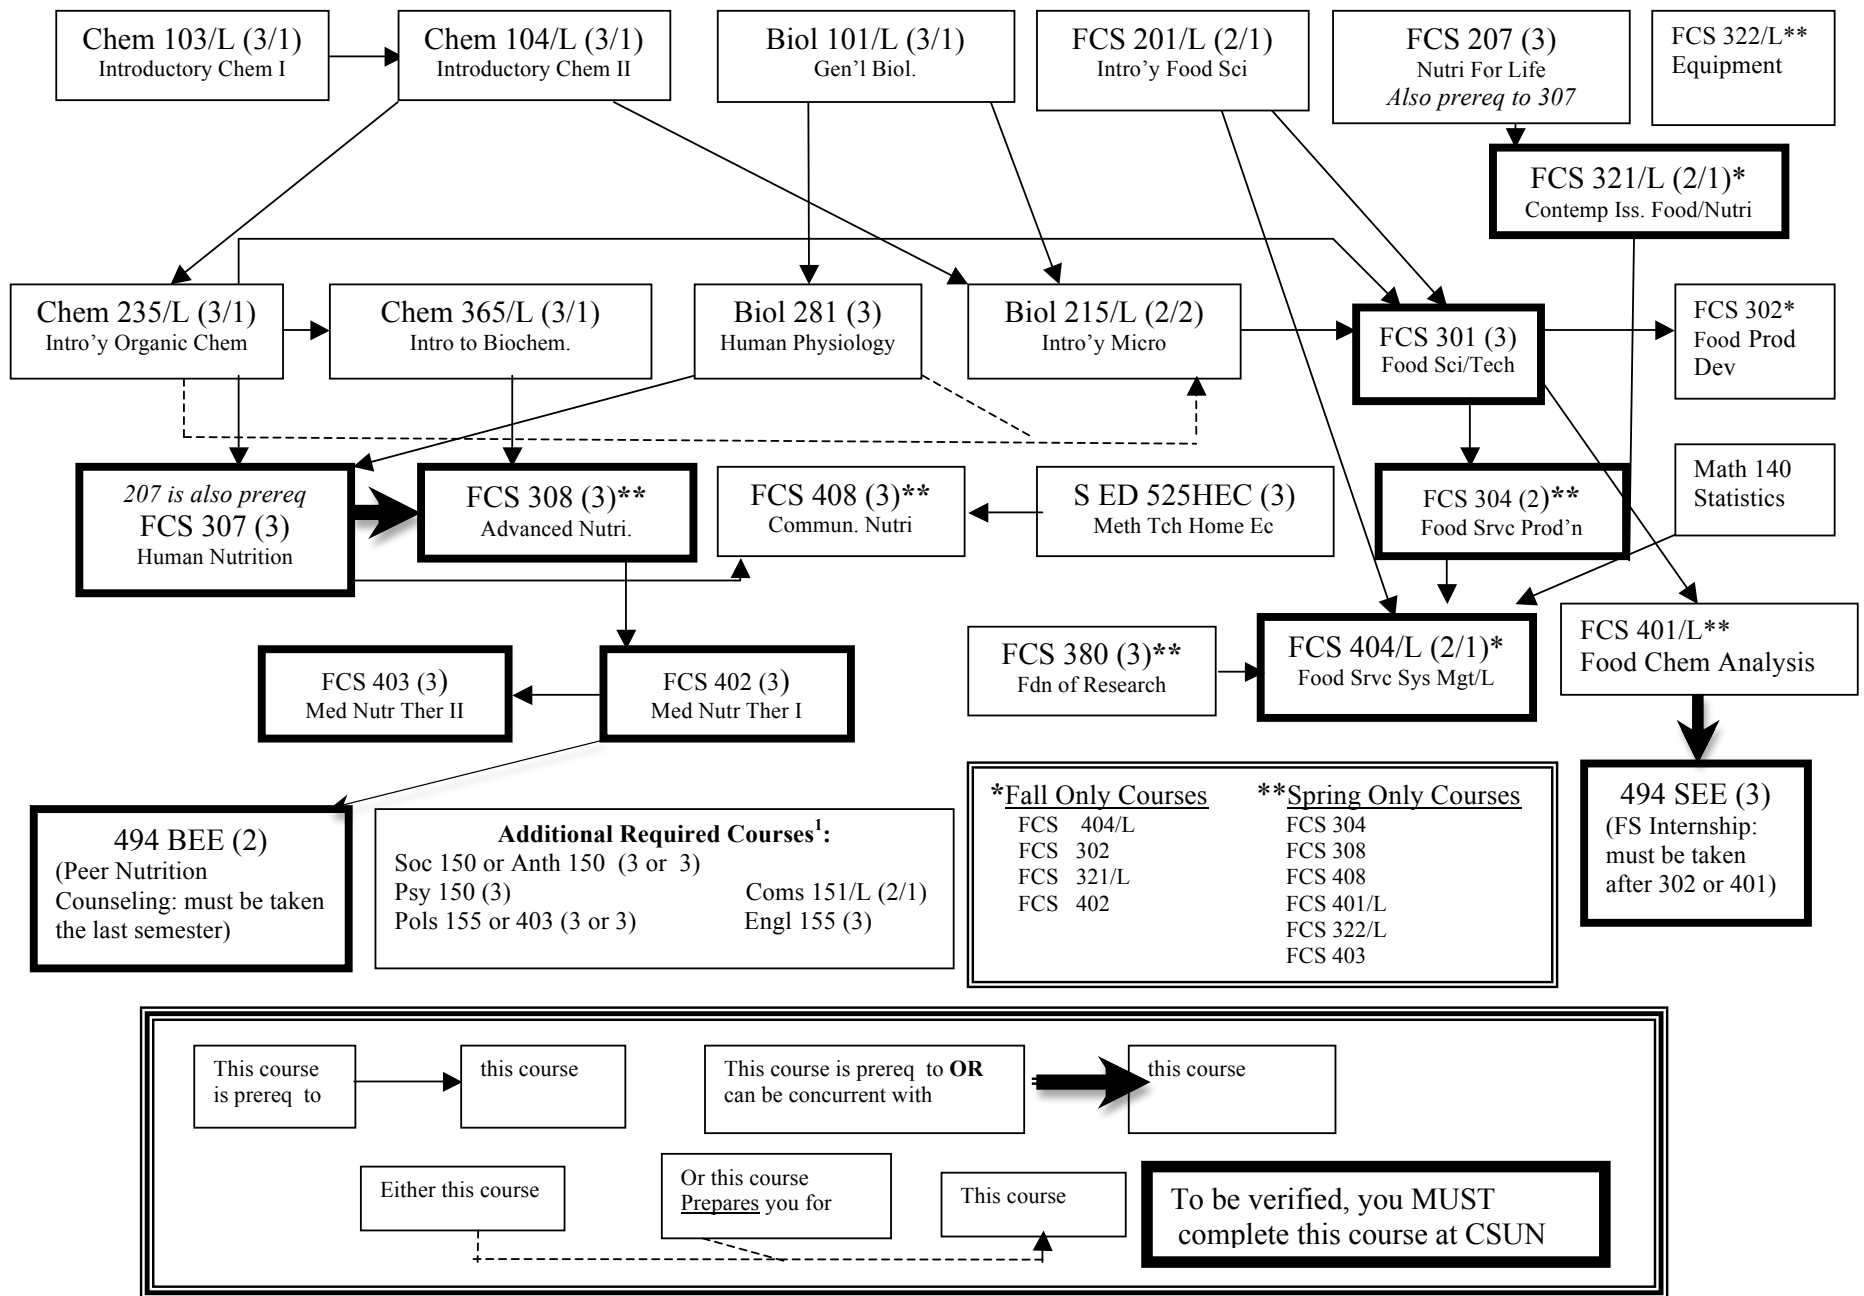 Chem 103/L (3/1)
Introductory Chem I
Chem 104/L (3/1)
Introductory Chem II
Biol 101/L (3/1)
Gen’l Biol.
FCS 201/L (2/1)
Intro’y Food Sci
FCS 207 (3)
Nutri For Life
Also prereq to 307
FCS 322/L**
Equipment
FCS 321/L (2/1)*
Contemp Iss. Food/Nutri
Chem 235/L (3/1)
Intro’y Organic Chem
Chem 365/L (3/1)
Intro to Biochem.
Biol 281 (3)
Human Physiology
Biol 215/L (2/2)
Intro’y Micro
FCS 301 (3)
Food Sci/Tech
FCS 302*
Food Prod
Dev
207 is also prereq
FCS 307 (3)
Human Nutrition
FCS 308 (3)**
Advanced Nutri.
FCS 408 (3)**
Commun. Nutri
S ED 525HEC (3)
Meth Tch Home Ec
FCS 304 (2)**
Food Srvc Prod’n
Math 140
Statistics
FCS 403 (3)
Med Nutr Ther II
FCS 402 (3)
Med Nutr Ther I
FCS 380 (3)**
Fdn of Research
FCS 404/L (2/1)*
Food Srvc Sys Mgt/L
FCS 401/L**
Food Chem Analysis
494 BEE (2)
(Peer Nutrition
Counseling: must be taken
the last semester)
Additional Required Courses¹:
Soc 150 or Anth 150 (3 or 3)
Psy 150 (3) Coms 151/L (2/1)
Pols 155 or 403 (3 or 3) Engl 155 (3)
*Fall Only Courses
FCS 404/L
FCS 302
FCS 321/L
FCS 402
**Spring Only Courses
FCS 304
FCS 308
FCS 408
FCS 401/L
FCS 322/L
FCS 403
494 SEE (3)
(FS Internship:
must be taken
after 302 or 401)
This course
is prereq to
this course
This course is prereq to OR
can be concurrent with
this course
Either this course
Or this course
Prepares you for
This course
To be verified, you MUST
complete this course at CSUN